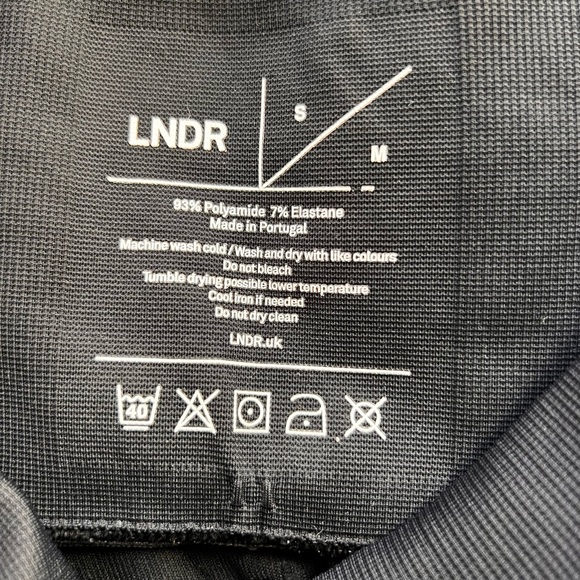 LNDR
S
M
93% Polyamide 7% Elastane
Made in Portugal
Machine wash cold / Wash and dry with like colours
Do not bleach
Tumble drying possible lower temperature
Cool iron if needed
Do not dry clean
LNDR.uk
40